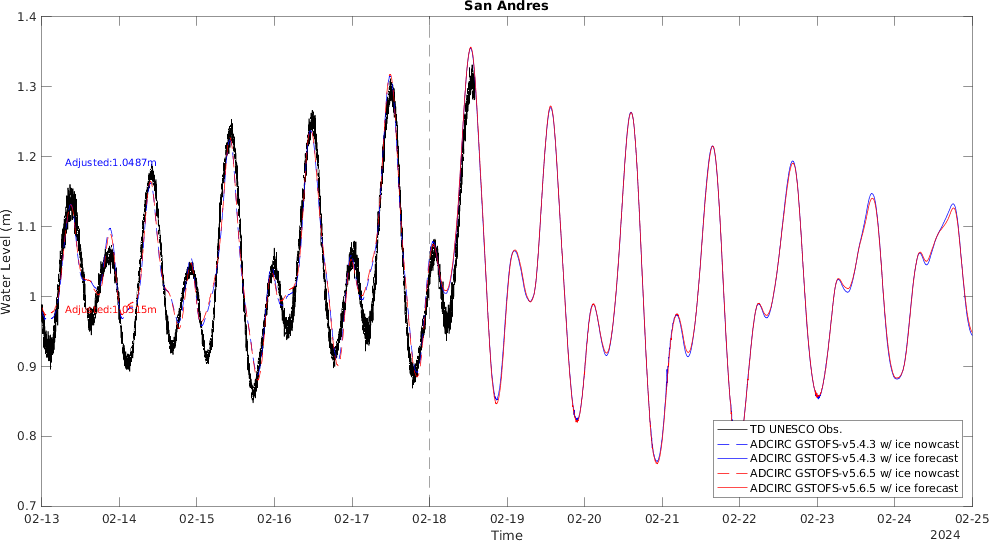 San Andres
1.4
1.3
1.2
1.1
1
0.9
0.8
0.7
Water Level (m)
Adjusted:1.0487m
Adjusted:1.0515m
TD UNESCO Obs.
ADCIRC GSTOFS-v5.4.3 w/ ice nowcast
ADCIRC GSTOFS-v5.4.3 w/ ice forecast
ADCIRC GSTOFS-v5.6.5 w/ ice nowcast
ADCIRC GSTOFS-v5.6.5 w/ ice forecast
02-13 02-14 02-15 02-16 02-17 02-18 02-19 02-20 02-21 02-22 02-23 02-24 02-25
Time
2024